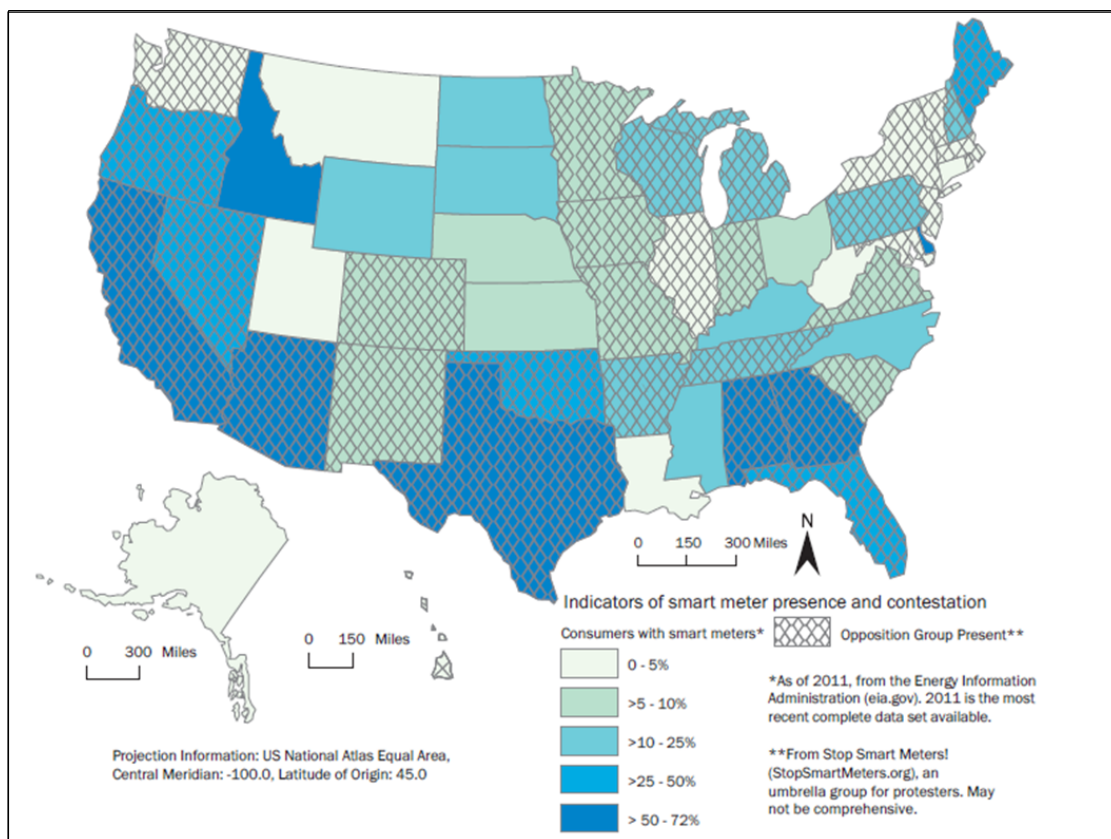 N
0 150 300 Miles
Indicators of smart meter presence and contestation
Consumers with smart meters*
Opposition Group Present**
0 - 5%
>5 - 10%
>10 - 25%
>25 - 50%
> 50 - 72%
*As of 2011, from the Energy Information
Administration (eia.gov). 2011 is the most
recent complete data set available.
**From Stop Smart Meters!
(StopSmartMeters.org), an
umbrella group for protesters. May
not be comprehensive.
0 300 Miles
0 150 Miles
Projection Information: US National Atlas Equal Area,
Central Meridian: -100.0, Latitude of Origin: 45.0